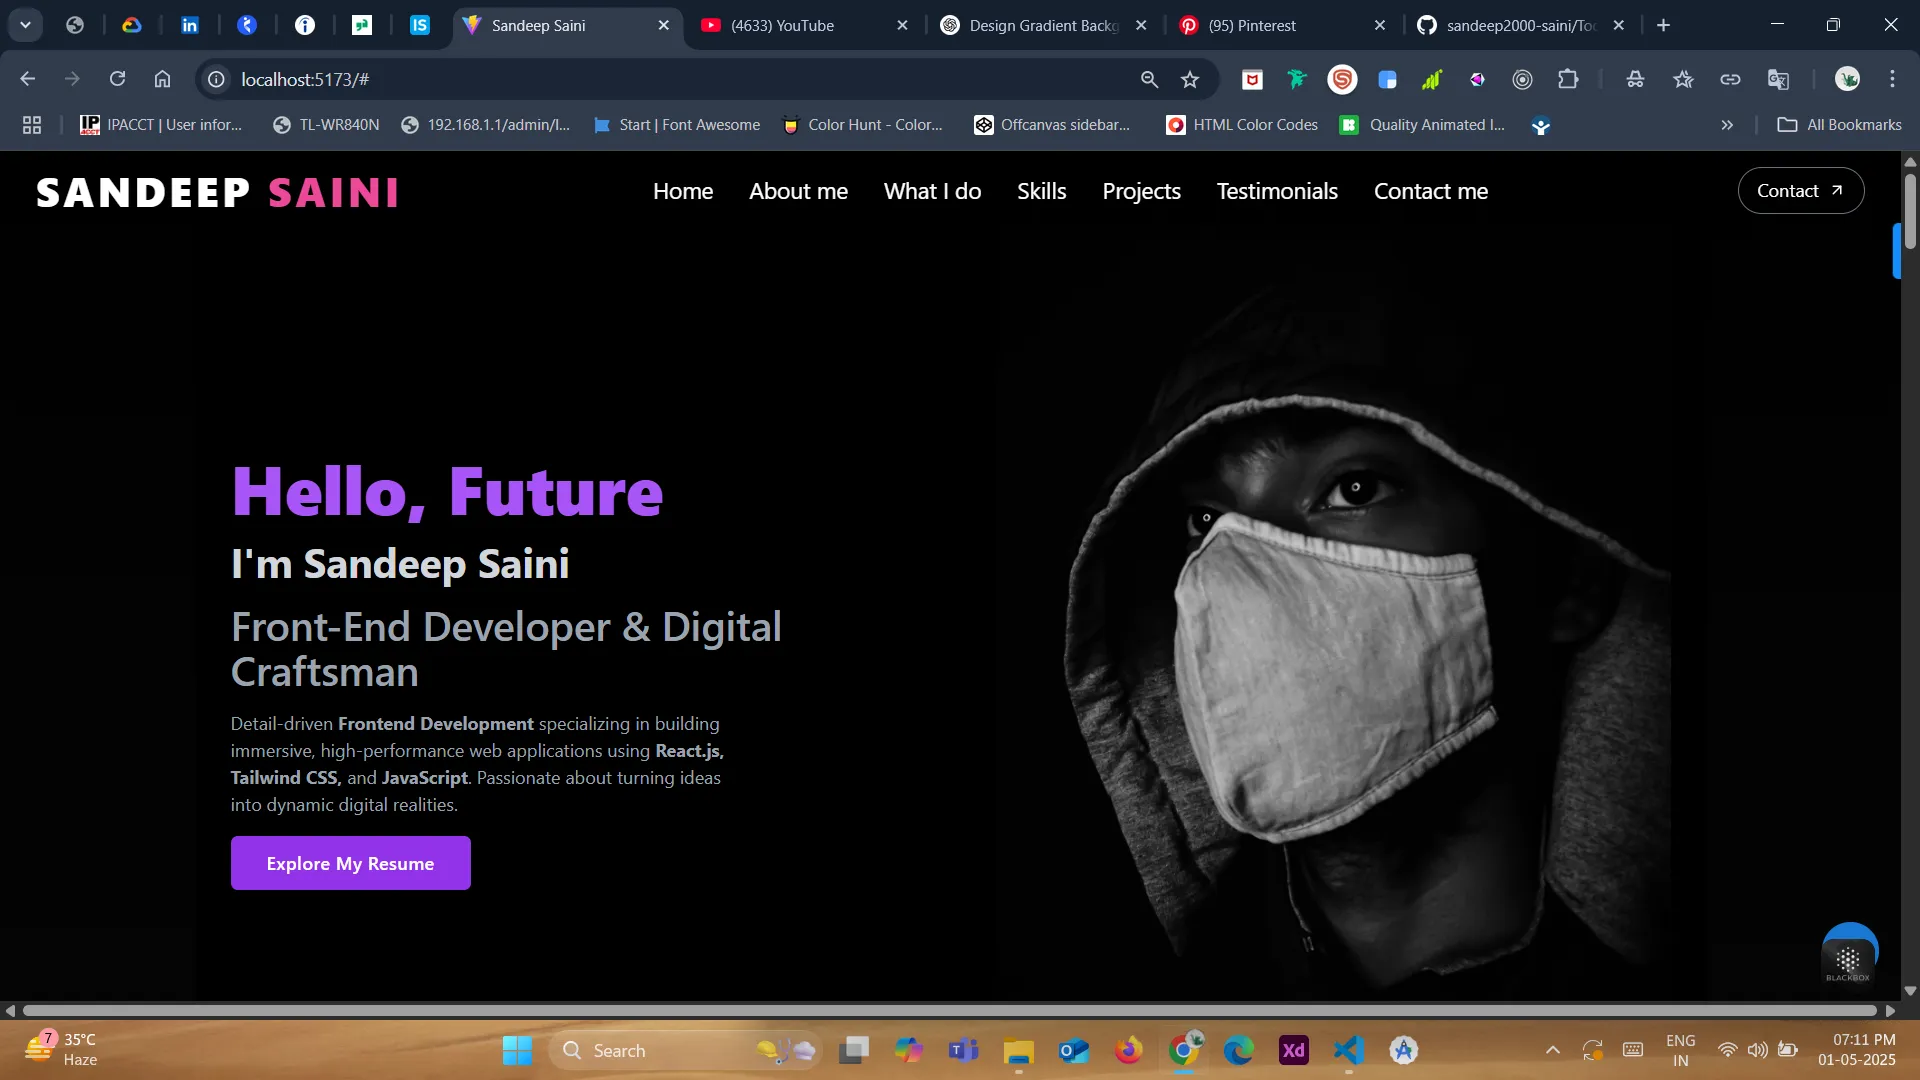 Sandeep Saini
(4633) YouTube
Design Gradient Backg
(95) Pinterest
sandeep2000-saini/Too
localhost:5173/#
IPACCT | User infor...
TL-WR840N
192.168.1.1/admin/l...
Start | Font Awesome
Color Hunt - Color...
Offcanvas sidebar...
HTML Color Codes
Quality Animated I...
All Bookmarks
SANDEEP SAINI
Home
About me
What I do
Skills
Projects
Testimonials
Contact me
Contact
Hello, Future
I'm Sandeep Saini
Front-End Developer & Digital
Craftsman
Detail-driven Frontend Development specializing in building
immersive, high-performance web applications using React.js,
Tailwind CSS, and JavaScript. Passionate about turning ideas
into dynamic digital realities.
Explore My Resume
BLACKBOX
7
35°C
Haze
Search
Xd
ENG
IN
07:11 PM
01-05-2025